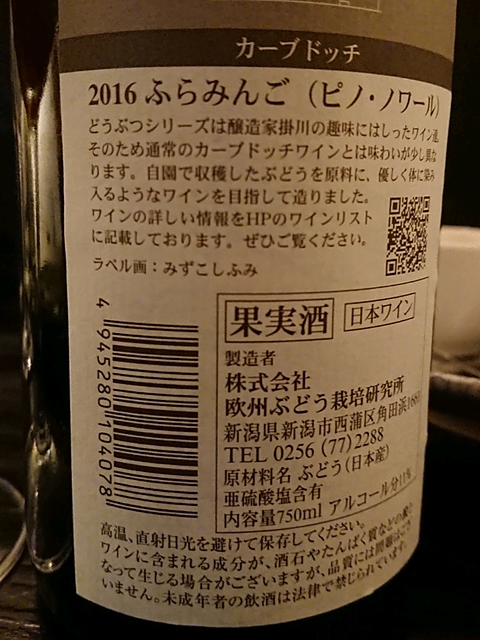 カーブドッチ
2016 ふらみんご（ピノ・ノワール）
どうぶつシリーズは醸造家掛川の趣味にはしったワイン達。
そのため通常のカーブドッチワインとは味わいが少し異な
ります。自園で収穫したぶどうを原料に、優しく体に染み
入るようなワインを目指して造りました。
ワインの詳しい情報をHPのワインリスト
に記載しております。ぜひご覧ください。
ラベル画：みずこしふみ
果実酒
日本ワイン
製造者
株式会社
欧州ぶどう栽培研究所
新潟県新潟市西蒲区角田浜1661
TEL 0256 (77) 2288
原材料名 ぶどう（日本産）
亜硫酸塩含有
内容量750ml アルコール分11%
4 945280 104078
高温、直射日光を避けて保存してください。
ワインに含まれる成分が、酒石やたんぱく質などの澱と
なって生じる場合がございますが、品質には問題はござ
いません。未成年者の飲酒は法律で禁じられています。